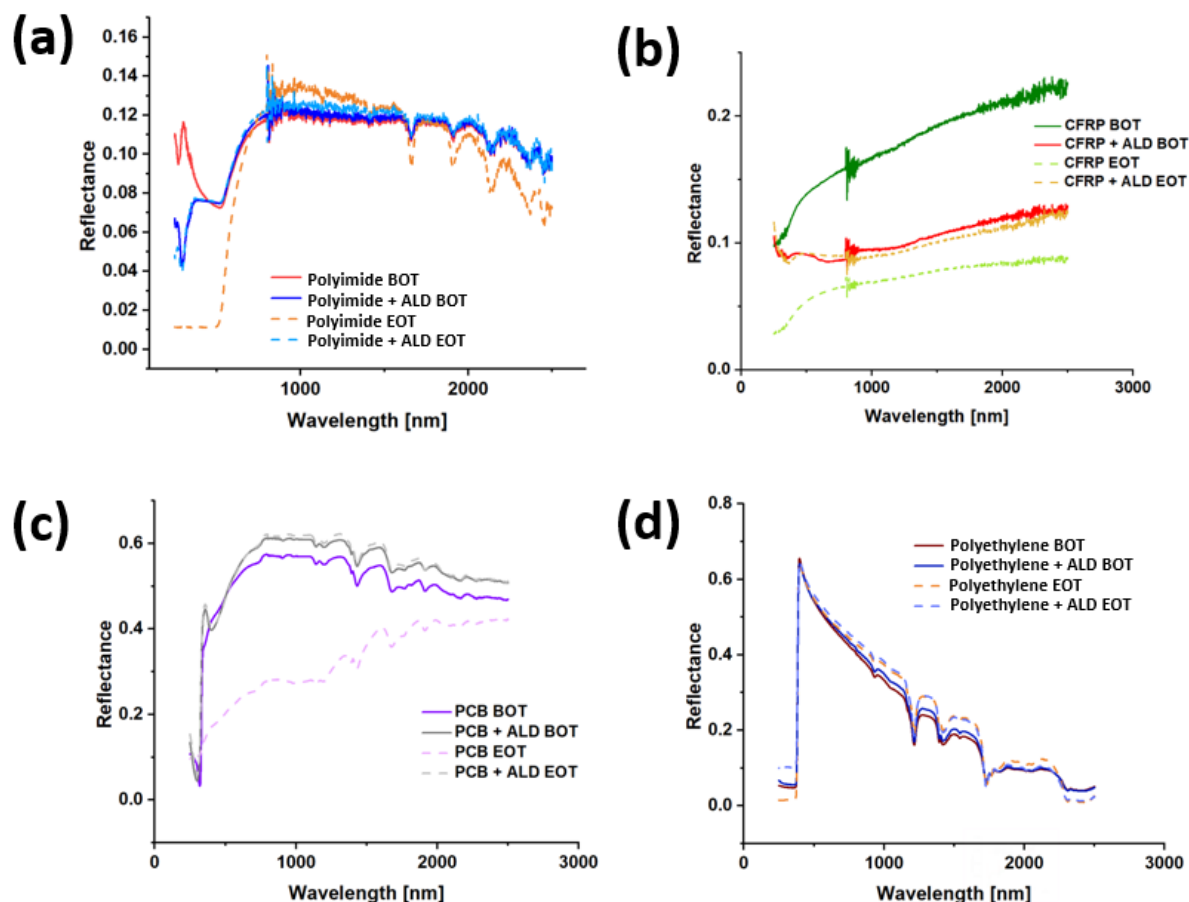 (a)
0.16
0.14
0.12
0.10
0.08
0.06
0.04
0.02
0.00
Reflectance
Polyimide BOT
Polyimide + ALD BOT
Polyimide EOT
Polyimide + ALD EOT
1000
2000
Wavelength [nm]
(b)
0.2
0.1
0.0
Reflectance
CFRP BOT
CFRP + ALD BOT
CFRP EOT
CFRP + ALD EOT
0
1000
2000
3000
Wavelength [nm]
(c)
0.6
0.4
0.2
0.0
Reflectance
PCB BOT
PCB + ALD BOT
PCB EOT
PCB + ALD EOT
0
1000
2000
3000
Wavelength [nm]
(d)
0.8
0.6
0.4
0.2
0.0
Reflectance
Polyethylene BOT
Polyethylene + ALD BOT
Polyethylene EOT
Polyethylene + ALD EOT
0
1000
2000
3000
Wavelength [nm]